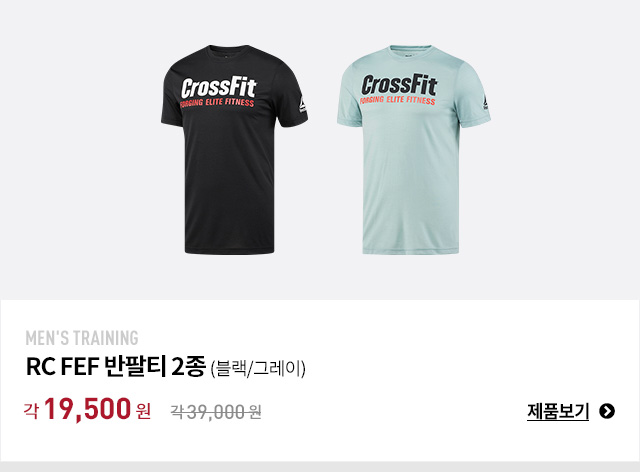 CrossFit
FORGING ELITE FITNESS
CrossFit
FORGING ELITE FITNESS
MEN'S TRAINING
RC FEF 반팔티 2종 (블랙/그레이)
각 19,500 원 각 39,000 원
제품보기